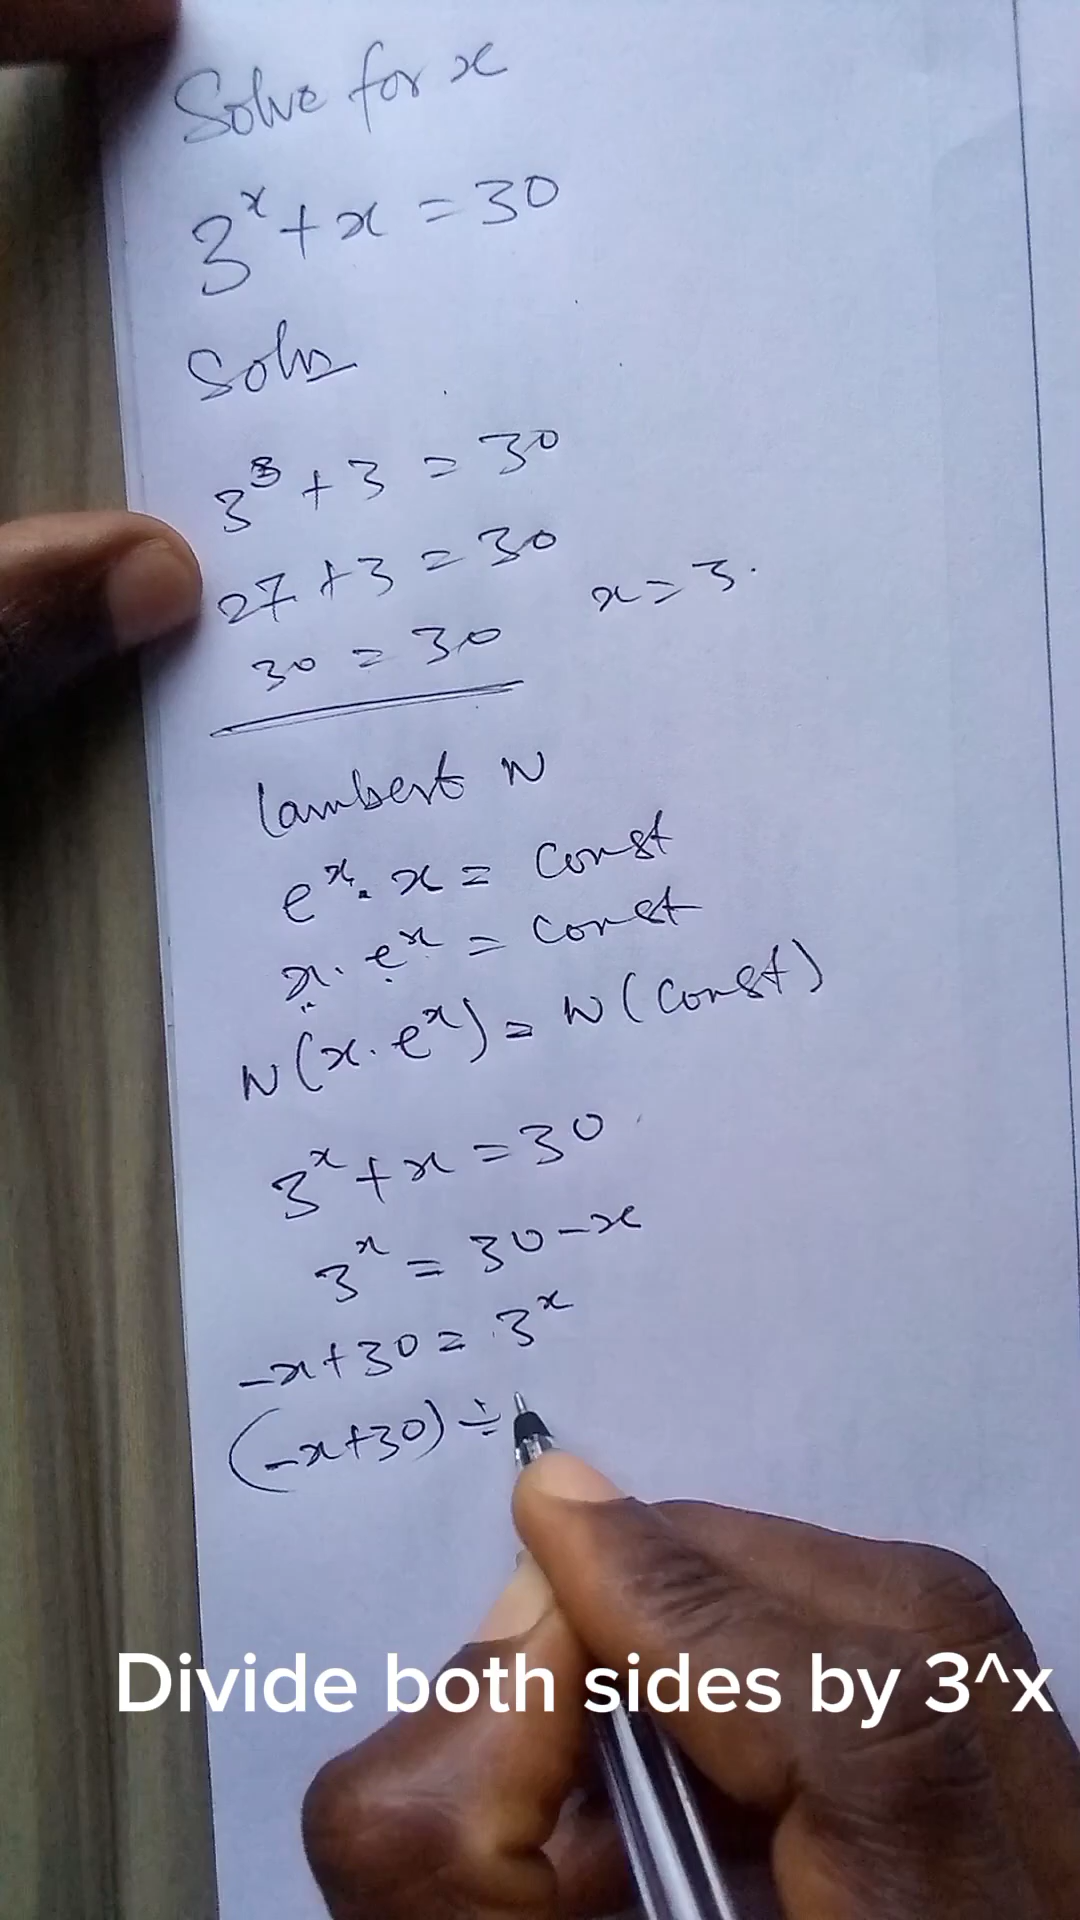 Solve for x
3^x + x = 30
Soln
3^3 + 3 = 30
27 + 3 = 30
x = 3.
30 = 30
Lambert W
e^x . x = Const
x . e^x = Const
W(x . e^x) = W(Const)
3^x + x = 30
3^x = 30 - x
-x + 30 = 3^x
(-x + 30) ÷
Divide both sides by 3^x